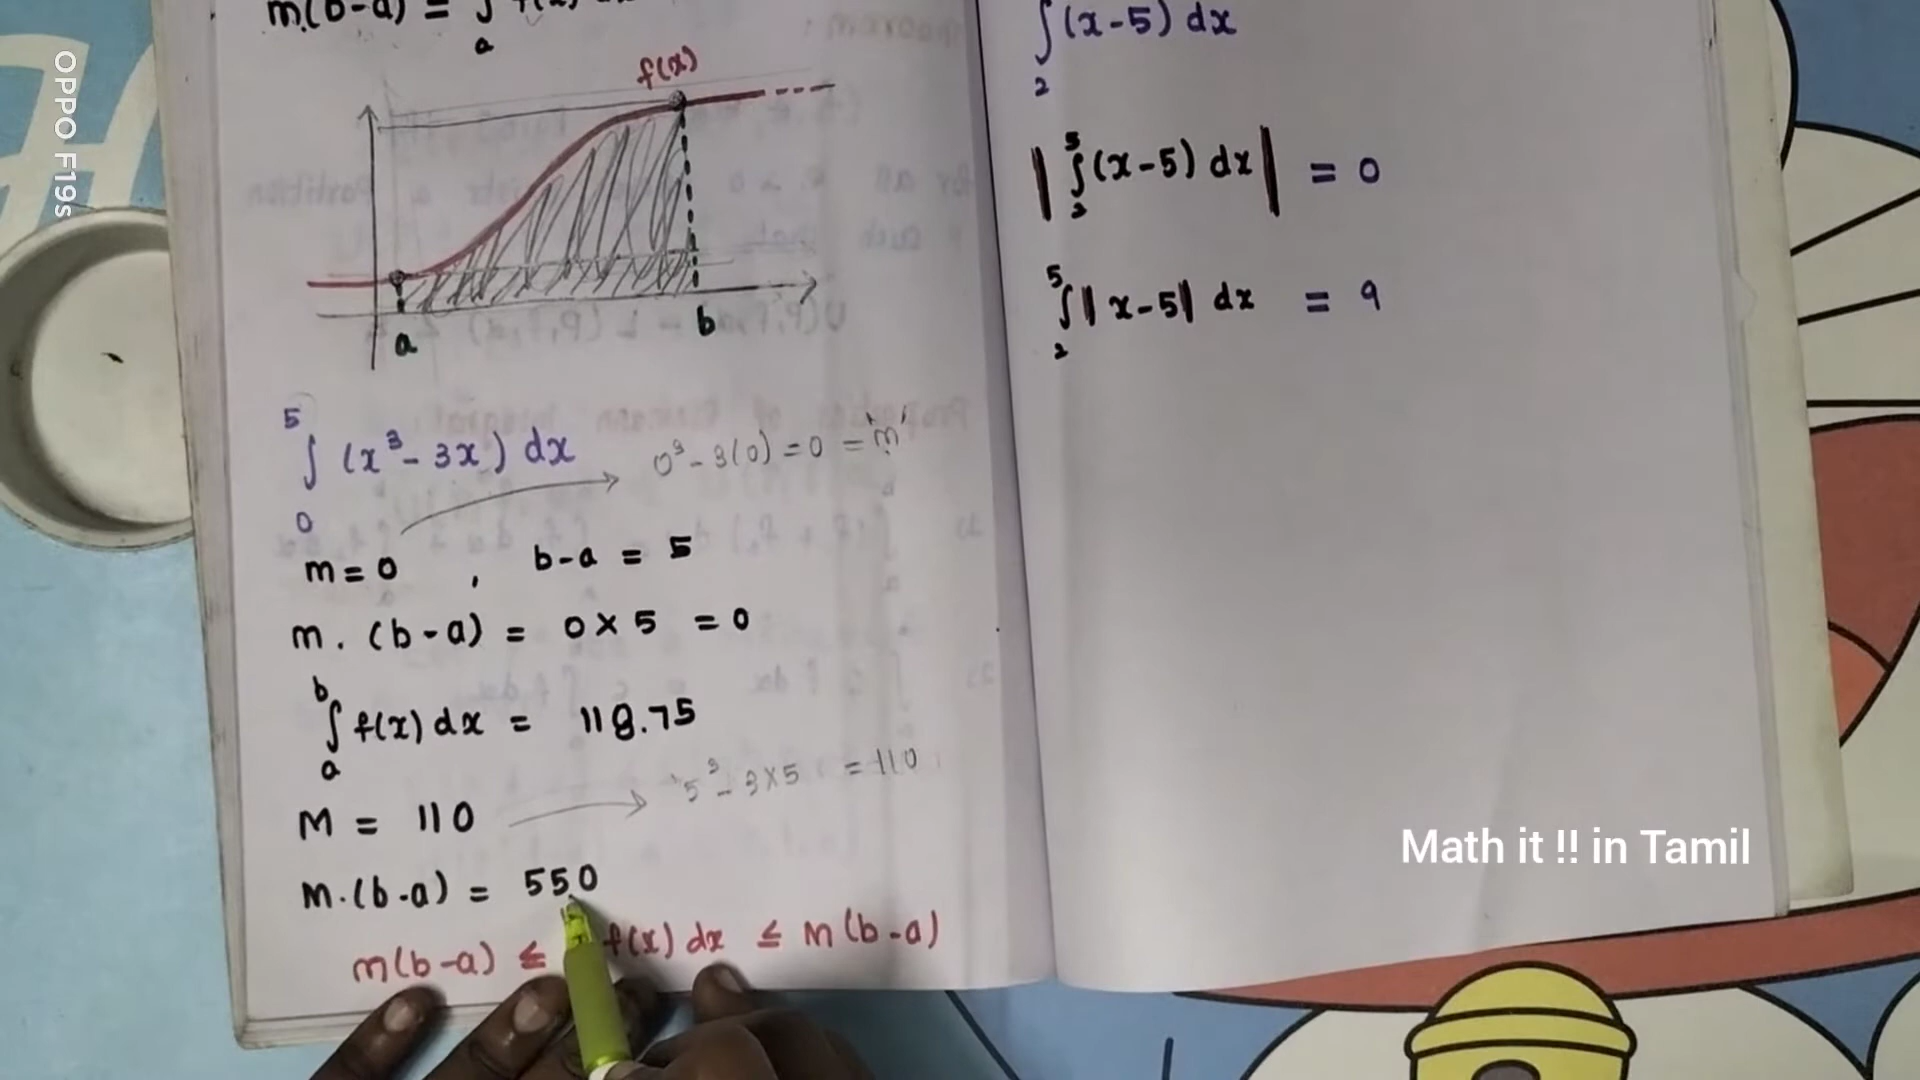 m.(b-a) = ∫
a
f(x)
a
b
5
∫ (x³ - 3x) dx
0
0³ - 3(0) = 0 = 'm'
m = 0 , b-a = 5
m . (b-a) = 0 x 5 = 0
b
∫ f(x) dx = 118.75
a
M = 110
5³ - 3x5 = 110
m.(b-a) = 550
m(b-a) ≤ f(x) dx ≤ M(b-a)
∫ (x-5) dx
2
5
| ∫ (x-5) dx | = 0
2
5
∫ |x-5| dx = 9
2
Math it !! in Tamil
OPPO F19s